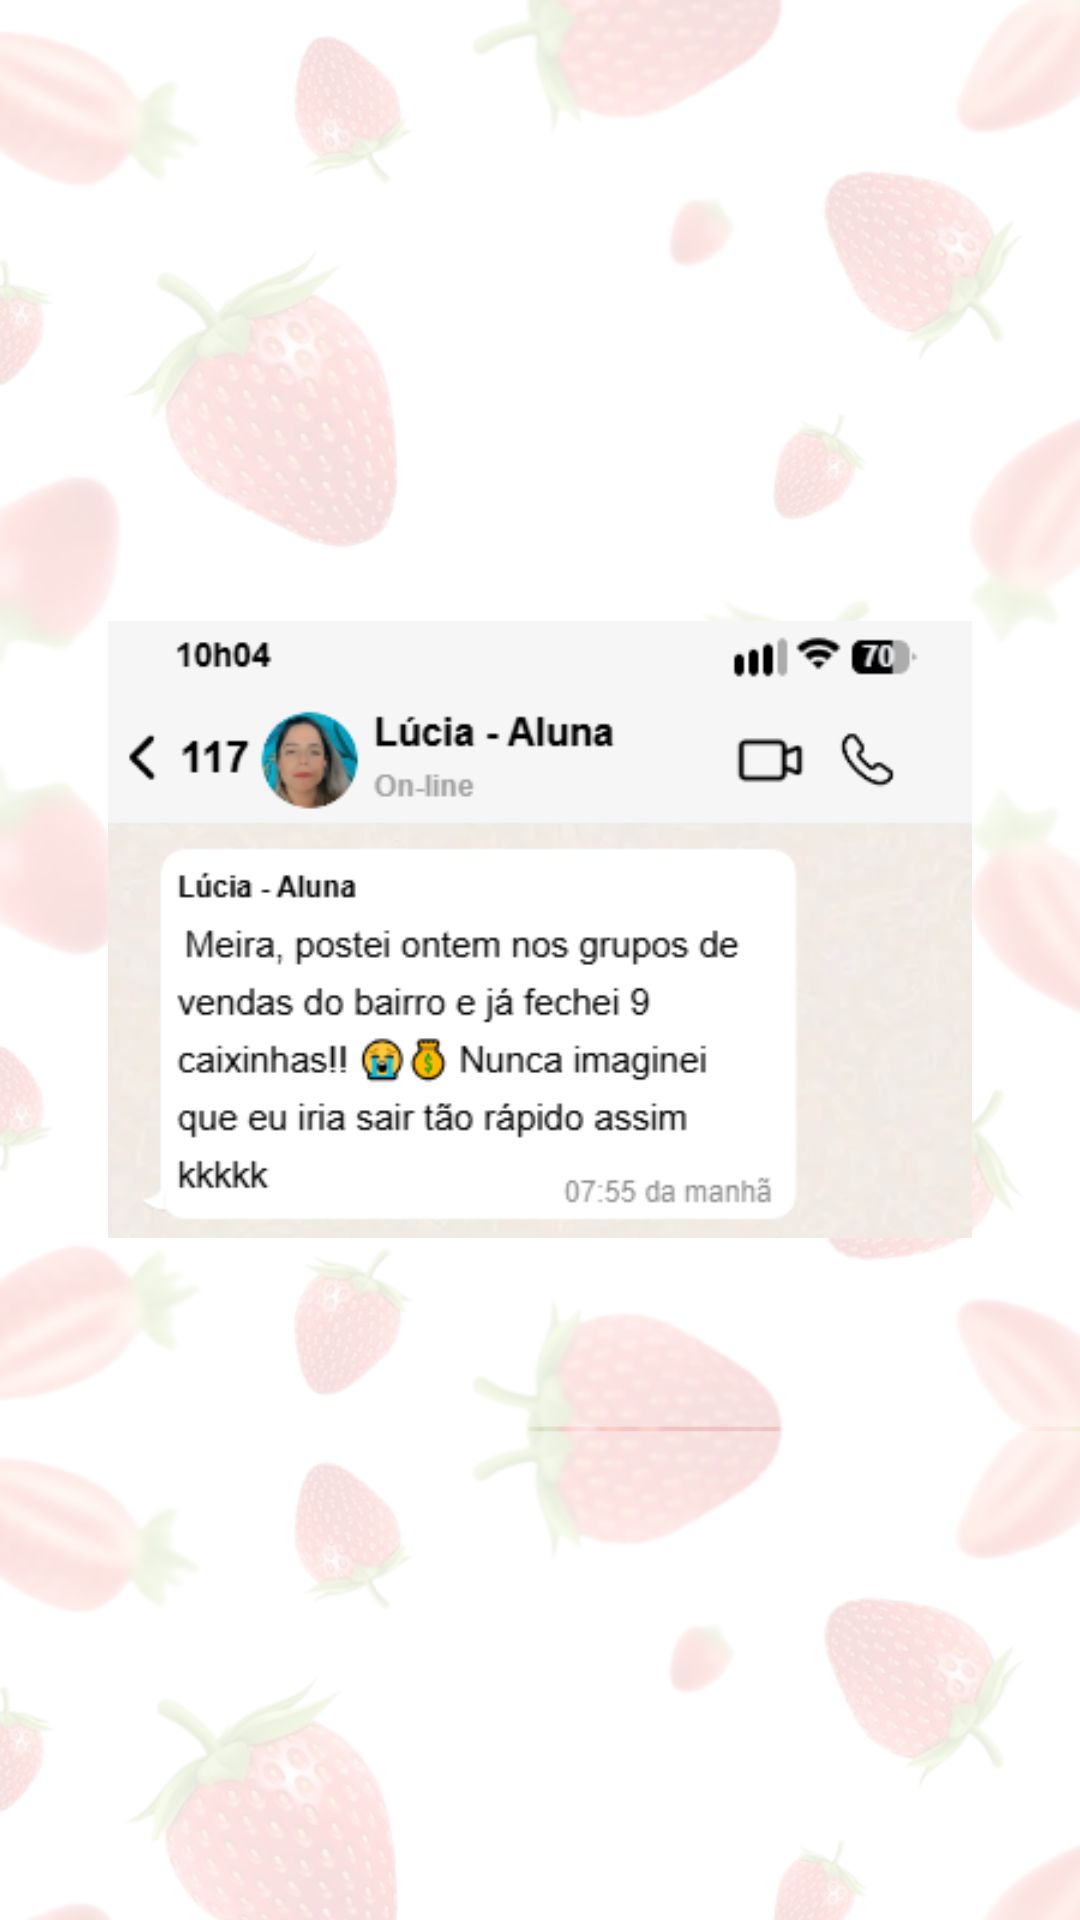 10h04
70
117
Lúcia - Aluna
On-line
Lúcia - Aluna
Meira, postei ontem nos grupos de
vendas do bairro e já fechei 9
caixinhas!! 😭💰 Nunca imaginei
que eu iria sair tão rápido assim
kkkkk
07:55 da manhã